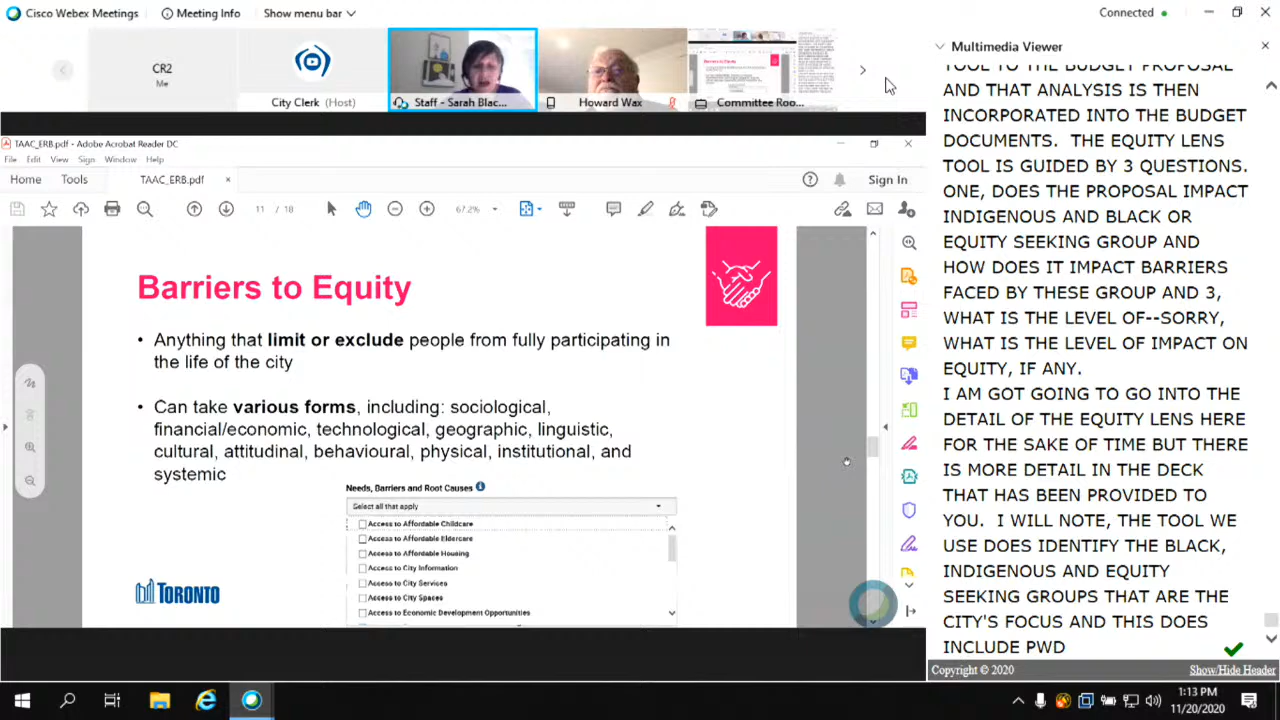 Cisco Webex Meetings
Meeting Info
Show menu bar
Connected
CR2
Me
City Clerk (Host)
Staff - Sarah Blac...
Howard Wax
Committee Roo...
TAAC_ERB.pdf - Adobe Acrobat Reader DC
File Edit View Sign Window Help
Home Tools TAAC_ERB.pdf × Sign In
11 / 18 67.2%
Barriers to Equity
• Anything that limit or exclude people from fully participating in
the life of the city
• Can take various forms, including: sociological,
financial/economic, technological, geographic, linguistic,
cultural, attitudinal, behavioural, physical, institutional, and
systemic
Needs, Barriers and Root Causes
Select all that apply
Access to Affordable Childcare
Access to Affordable Eldercare
Access to Affordable Housing
Access to City Information
Access to City Services
Access to City Spaces
Access to Economic Development Opportunities
TORONTO
Multimedia Viewer
TOOL TO THE BUDGET PROPOSAL
AND THAT ANALYSIS IS THEN
INCORPORATED INTO THE BUDGET
DOCUMENTS. THE EQUITY LENS
TOOL IS GUIDED BY 3 QUESTIONS.
ONE, DOES THE PROPOSAL IMPACT
INDIGENOUS AND BLACK OR
EQUITY SEEKING GROUP AND
HOW DOES IT IMPACT BARRIERS
FACED BY THESE GROUP AND 3,
WHAT IS THE LEVEL OF--SORRY,
WHAT IS THE LEVEL OF IMPACT ON
EQUITY, IF ANY.
I AM GOT GOING TO GO INTO THE
DETAIL OF THE EQUITY LENS HERE
FOR THE SAKE OF TIME BUT THERE
IS MORE DETAIL IN THE DECK
THAT HAS BEEN PROVIDED TO
YOU. I WILL NOTE, THE TOOL WE
USE DOES IDENTIFY THE BLACK,
INDIGENOUS AND EQUITY
SEEKING GROUPS THAT ARE THE
CITY'S FOCUS AND THIS DOES
INCLUDE PWD
Copyright © 2020 Show/Hide Header
1:13 PM
11/20/2020